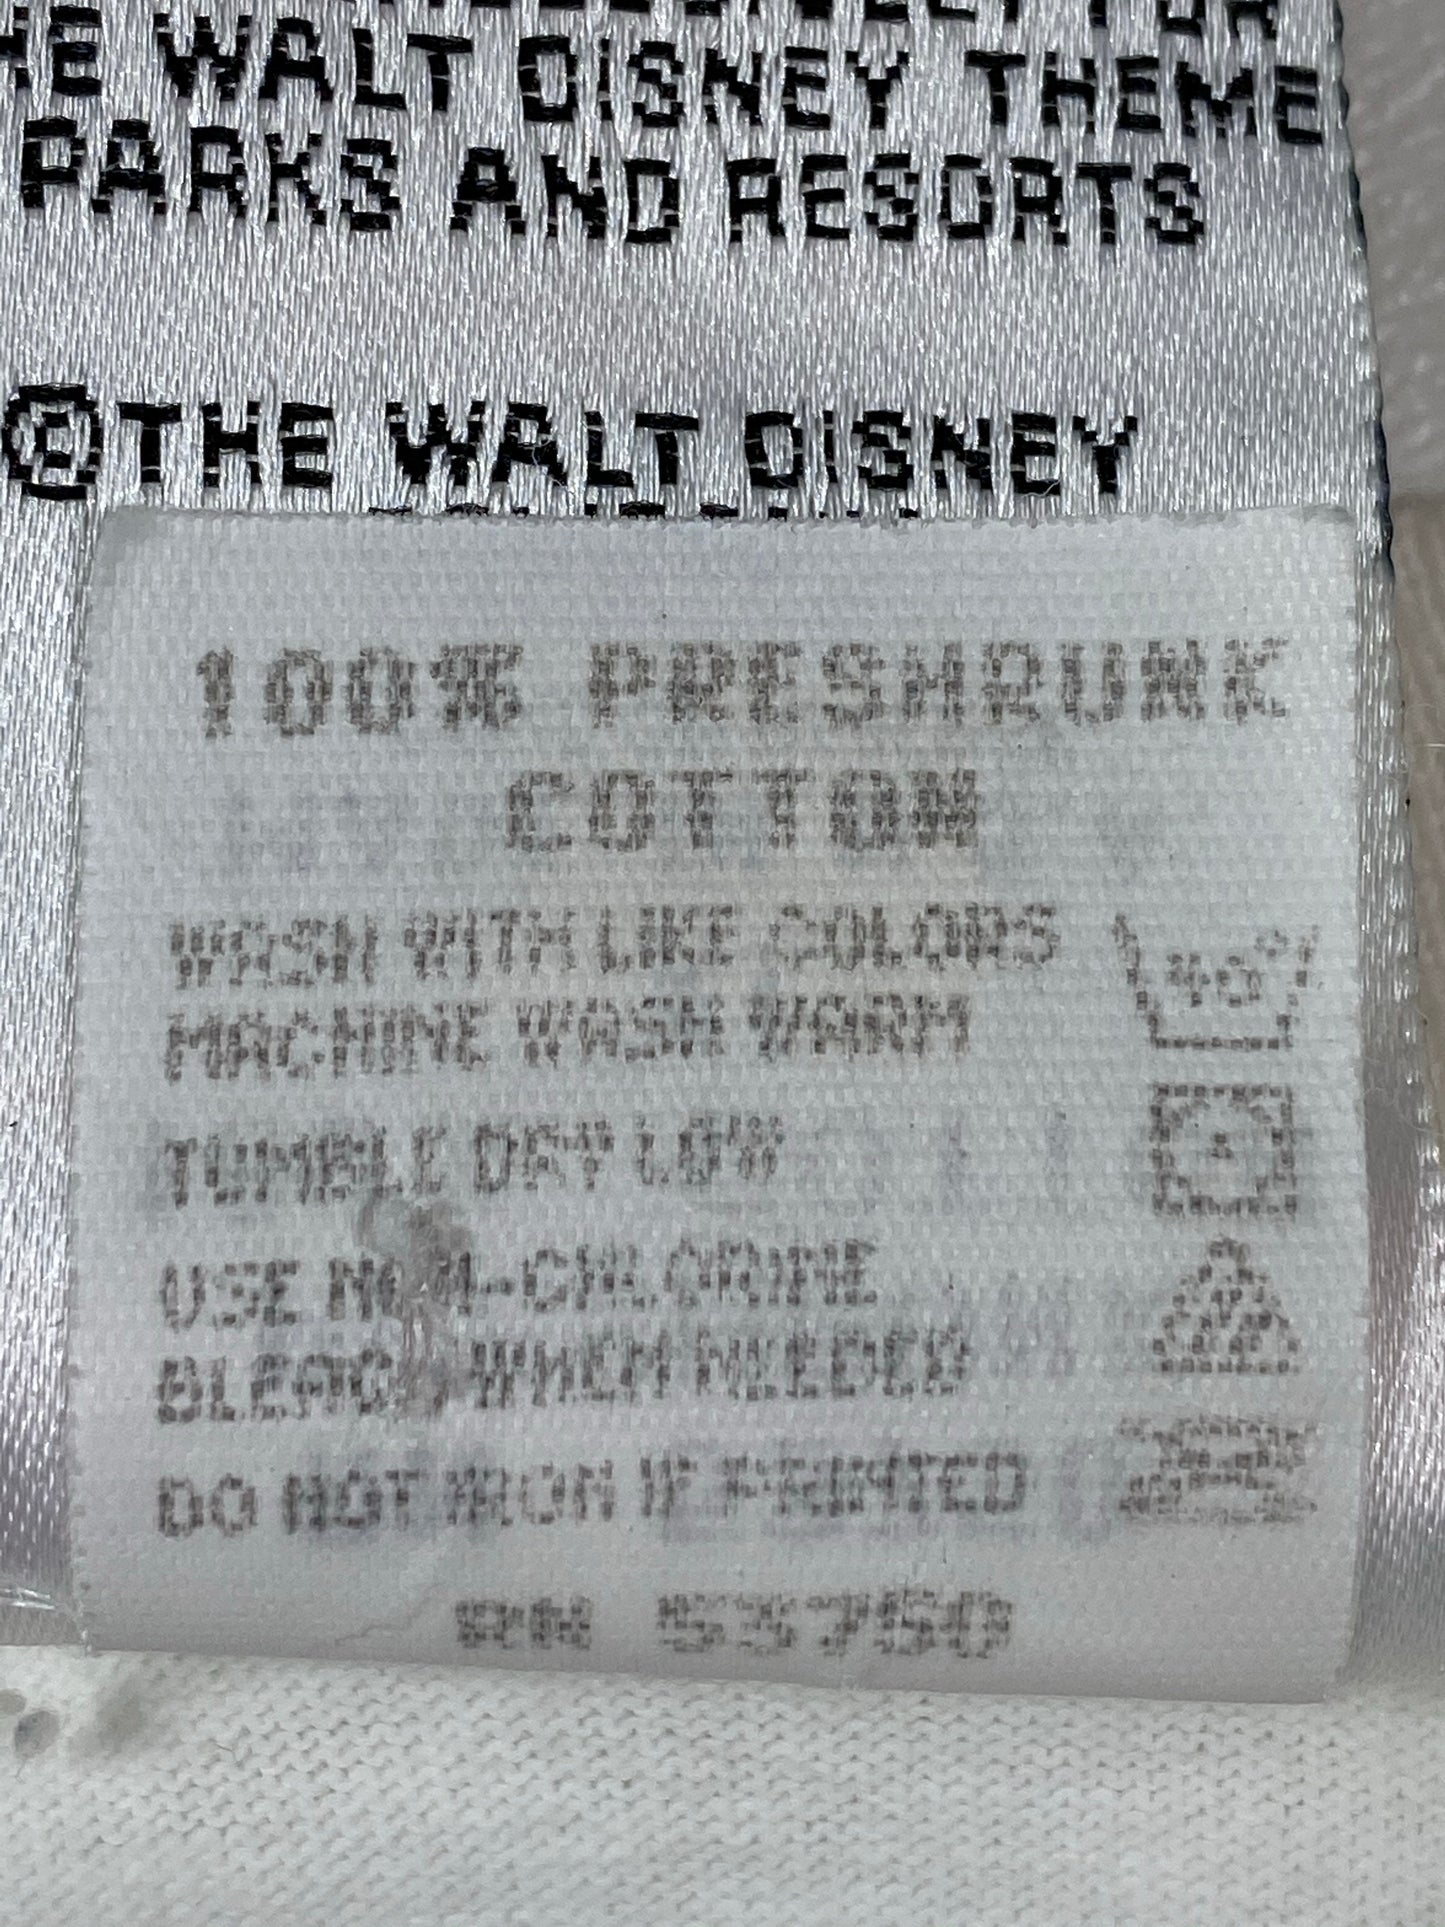 FOR
THE WALT DISNEY THEME
PARKS AND RESORTS
©THE WALT DISNEY
100% PRESHRUNK
COTTON
WASH WITH LIKE COLORS
MACHINE WASH WARM
TUMBLE DRY LOW
USE NON-CHLORINE
BLEACH WHEN NEEDED
DO NOT IRON IF PRINTED
RN 53750